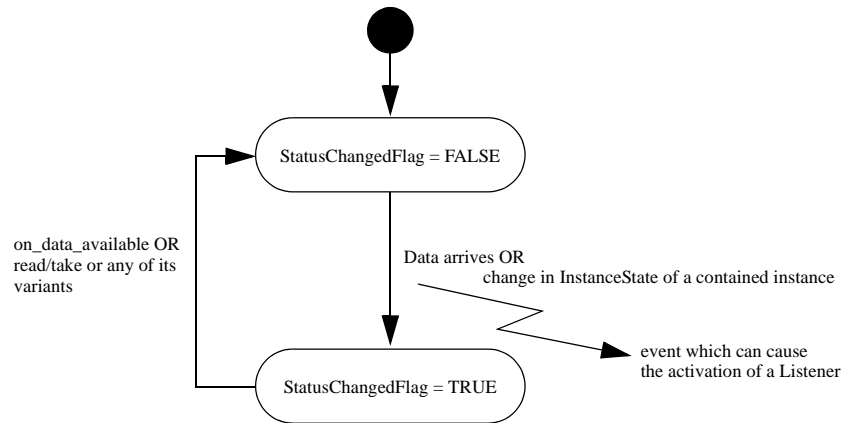 StatusChangedFlag = FALSE
on_data_available OR
read/take or any of its
variants
Data arrives OR
change in InstanceState of a contained instance
event which can cause
the activation of a Listener
StatusChangedFlag = TRUE